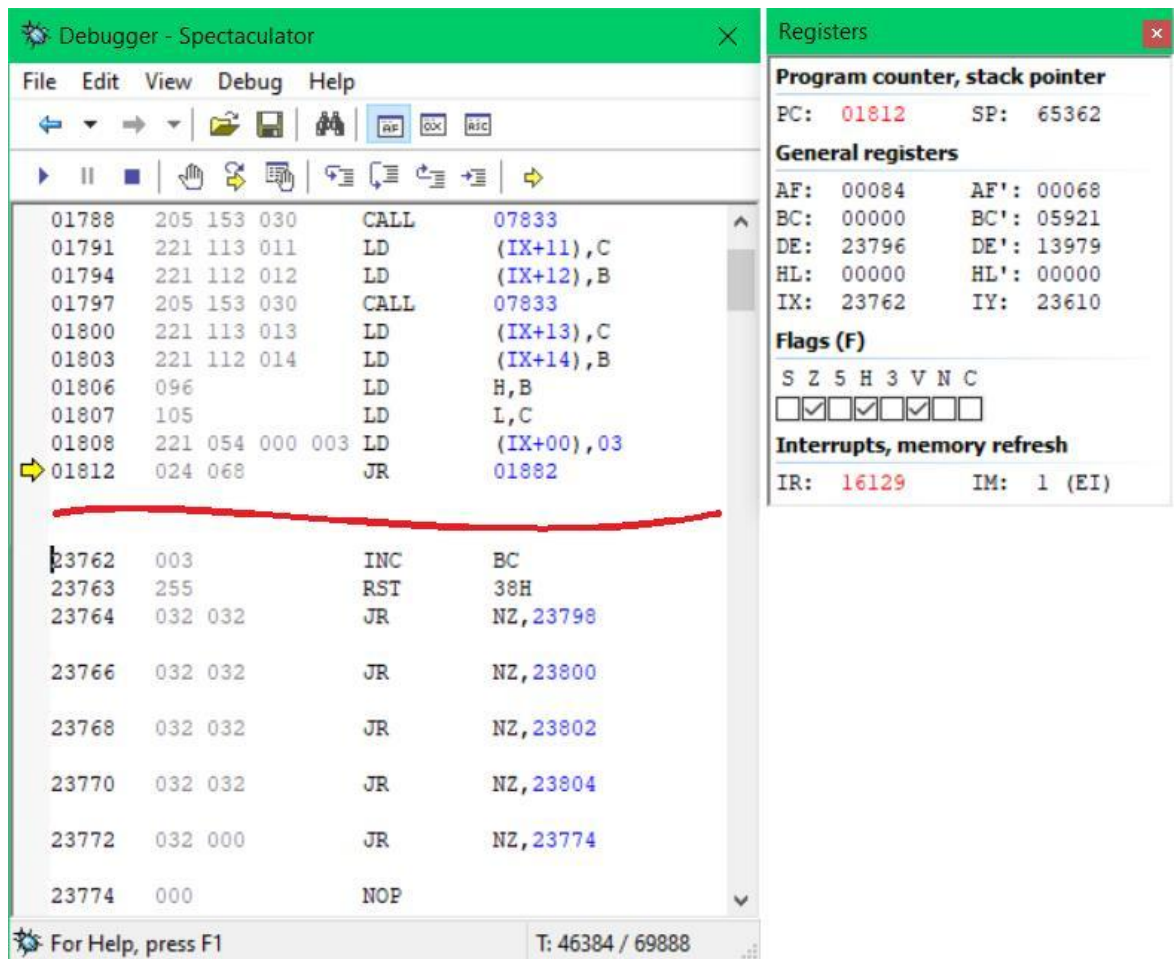 Debugger - Spectaculator
File Edit View Debug Help
01788 205 153 030 CALL 07833
01791 221 113 011 LD (IX+11),C
01794 221 112 012 LD (IX+12),B
01797 205 153 030 CALL 07833
01800 221 113 013 LD (IX+13),C
01803 221 112 014 LD (IX+14),B
01806 096 LD H,B
01807 105 LD L,C
01808 221 054 000 003 LD (IX+00),03
01812 024 068 JR 01882
23762 003 INC BC
23763 255 RST 38H
23764 032 032 JR NZ,23798
23766 032 032 JR NZ,23800
23768 032 032 JR NZ,23802
23770 032 032 JR NZ,23804
23772 032 000 JR NZ,23774
23774 000 NOP
For Help, press F1 T: 46384 / 69888
Registers
Program counter, stack pointer
PC: 01812 SP: 65362
General registers
AF: 00084 AF': 00068
BC: 00000 BC': 05921
DE: 23796 DE': 13979
HL: 00000 HL': 00000
IX: 23762 IY: 23610
Flags (F)
S Z 5 H 3 V N C
Interrupts, memory refresh
IR: 16129 IM: 1 (EI)